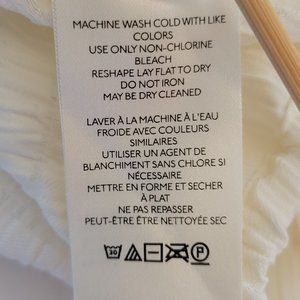 MACHINE WASH COLD WITH LIKE
COLORS
USE ONLY NON-CHLORINE
BLEACH
RESHAPE LAY FLAT TO DRY
DO NOT IRON
MAY BE DRY CLEANED
LAVER À LA MACHINE À L'EAU
FROIDE AVEC COULEURS
SIMILAIRES
UTILISER UN AGENT DE
BLANCHIMENT SANS CHLORE SI
NÉCESSAIRE
METTRE EN FORME ET SECHER
À PLAT
NE PAS REPASSER
PEUT-ÊTRE ÊTRE NETTOYÉE SEC
30 P